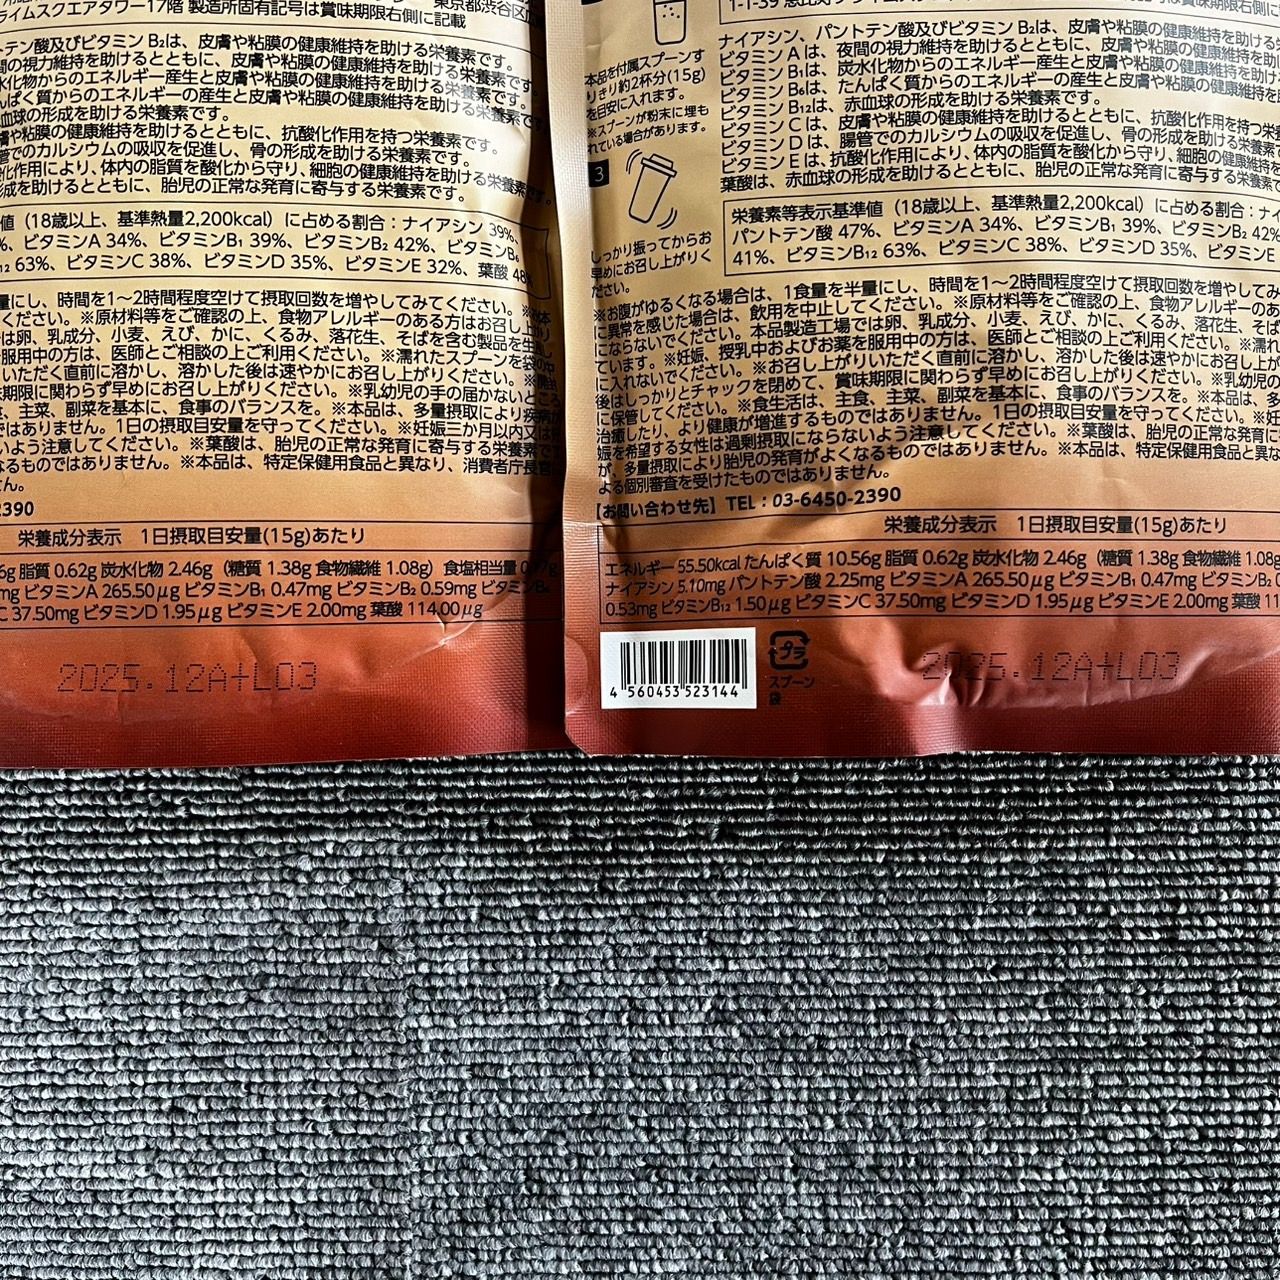 ライムスクエアタワー17階 製造所固有記号は賞味期限右側に記載
ントテン酸及びビタミン B₂は、皮膚や粘膜の健康維持を助ける栄養素です。
間の視力維持を助けるとともに、皮膚や粘膜の健康維持を助ける栄養素です。
水化物からのエネルギー産生と皮膚や粘膜の健康維持を助ける栄養素です。
ぱく質からのエネルギーの産生と皮膚や粘膜の健康維持を助ける栄養素です。
血球の形成を助ける栄養素です。
膚や粘膜の健康維持を助けるとともに、抗酸化作用を持つ栄養素です。
管でのカルシウムの吸収を促進し、骨の形成を助ける栄養素です。
化作用により、体内の脂質を酸化から守り、細胞の健康維持を助ける栄養素です。
形成を助けるとともに、胎児の正常な発育に寄与する栄養素です。
値（18歳以上、基準熱量2,200kcal）に占める割合：ナイアシン 39%、
%、ビタミンA 34%、ビタミンB₁ 39%、ビタミンB₂ 42%、ビタミンB₆
₁₂ 63%、ビタミンC 38%、ビタミンD 35%、ビタミンE 32%、葉酸 48%
量にし、時間を1～2時間程度空けて摂取回数を増やしてみてください。
ください。※原材料等をご確認の上、食物アレルギーのある方はお召し上がり
は卵、乳成分、小麦、えび、かに、くるみ、落花生、そばを含む製品を生産し
服用中の方は、医師とご相談の上ご利用ください。※濡れたスプーンを袋の中
いただく直前に溶かし、溶かした後は速やかにお召し上がりください。※開封
期限に関わらず早めにお召し上がりください。※乳幼児の手の届かないところ
、主菜、副菜を基本に、食事のバランスを。※本品は、多量摂取により疾病が
ではありません。1日の摂取目安量を守ってください。※妊娠三か月以内又は
いよう注意してください。※葉酸は、胎児の正常な発育に寄与する栄養素です
なるものではありません。※本品は、特定保健用食品と異なり、消費者庁長官
せん。
2390
栄養成分表示 1日摂取目安量(15g)あたり
6g 脂質 0.62g 炭水化物 2.46g（糖質 1.38g 食物繊維 1.08g）食塩相当量
mg ビタミンA 265.50μg ビタミンB₁ 0.47mg ビタミンB₂ 0.59mg ビタミンB₆
C 37.50mg ビタミンD 1.95μg ビタミンE 2.00mg 葉酸 114.00μg
2025.12A+L03
本品を付属スプーンす
りきり約2杯分(15g)
を目安に入れます。
※スプーンが粉末に埋も
れている場合があります。
3
しっかり振ってからお
早めにお召し上がりく
ださい。
ナイアシン、パントテン酸及びビタミン B₂は、皮膚や粘膜の健康維持を助ける
ビタミン Aは、夜間の視力維持を助けるとともに、皮膚や粘膜の健康維持
ビタミン B₁は、炭水化物からのエネルギー産生と皮膚や粘膜の健康維持
ビタミン B₆は、たんぱく質からのエネルギーの産生と皮膚や粘膜の健康維
ビタミン B₁₂は、赤血球の形成を助ける栄養素です。
ビタミン Cは、皮膚や粘膜の健康維持を助けるとともに、抗酸化作用を持つ栄
ビタミン Dは、腸管でのカルシウムの吸収を促進し、骨の形成を助ける栄養
ビタミン Eは、抗酸化作用により、体内の脂質を酸化から守り、細胞の健康維
葉酸は、赤血球の形成を助けるとともに、胎児の正常な発育に寄与する栄養素で
栄養素等表示基準値（18歳以上、基準熱量2,200kcal）に占める割合：ナイ
パントテン酸 47%、ビタミンA 34%、ビタミンB₁ 39%、ビタミンB₂ 42%
41%、ビタミンB₁₂ 63%、ビタミンC 38%、ビタミンD 35%、ビタミンE
※お腹がゆるくなる場合は、1食量を半量にし、時間を1～2時間程度空けて摂取回数を増やしてみ
に異常を感じた場合は、飲用を中止してください。※原材料等をご確認の上、食物アレルギーのあ
にならないでください。本品製造工場では卵、乳成分、小麦、えび、かに、くるみ、落花生、そば
ています。※妊娠、授乳中およびお薬を服用中の方は、医師とご相談の上ご利用ください。※濡れ
に入れないでください。※お召し上がりいただく直前に溶かし、溶かした後は速やかにお召し上
後はしっかりとチャックを閉めて、賞味期限に関わらず早めにお召し上がりください。※乳幼児の
に保管してください。※食生活は、主食、主菜、副菜を基本に、食事のバランスを。※本品は、多
治癒したり、より健康が増進するものではありません。1日の摂取目安量を守ってください。※妊
娠を希望する女性は過剰摂取にならないよう注意してください。※葉酸は、胎児の正常な発育に
が、多量摂取により胎児の発育がよくなるものではありません。※本品は、特定保健用食品と異
よる個別審査を受けたものではありません。
【お問い合わせ先】TEL：03-6450-2390
栄養成分表示 1日摂取目安量(15g)あたり
エネルギー 55.50kcal たんぱく質 10.56g 脂質 0.62g 炭水化物 2.46g（糖質 1.38g 食物繊維 1.08g
ナイアシン 5.10mg パントテン酸 2.25mg ビタミンA 265.50μg ビタミンB₁ 0.47mg ビタミンB₂
0.53mg ビタミンB₁₂ 1.50μg ビタミンC 37.50mg ビタミンD 1.95μg ビタミンE 2.00mg 葉酸 11
4 560453 523144
プラ
スプーン
袋
2025.12A+L03